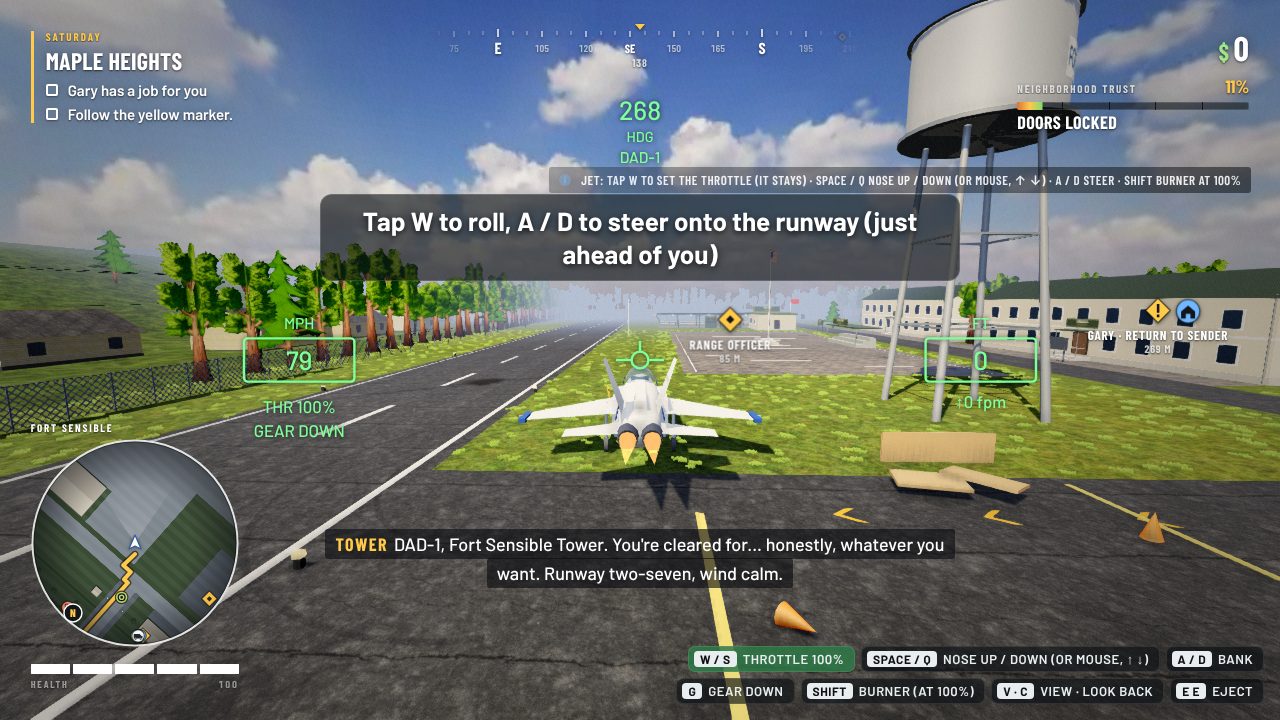 SATURDAY
MAPLE HEIGHTS
Gary has a job for you
Follow the yellow marker.
75 E 105 120 SE 150 165 S 195
138
268
HDG
DAD-1
$0
NEIGHBORHOOD TRUST 11%
DOORS LOCKED
JET: TAP W TO SET THE THROTTLE (IT STAYS) · SPACE / Q NOSE UP / DOWN (OR MOUSE, ↑ ↓) · A / D STEER · SHIFT BURNER AT 100%
Tap W to roll, A / D to steer onto the runway (just
ahead of you)
MPH
79
THR 100%
GEAR DOWN
RANGE OFFICER
85 M
FT
0
↑0 fpm
GARY · RETURN TO SENDER
269 M
FORT SENSIBLE
N
TOWER DAD-1, Fort Sensible Tower. You're cleared for... honestly, whatever you
want. Runway two-seven, wind calm.
HEALTH 100
W / S THROTTLE 100% SPACE / Q NOSE UP / DOWN (OR MOUSE, ↑ ↓) A / D BANK
G GEAR DOWN SHIFT BURNER (AT 100%) V · C VIEW · LOOK BACK E E EJECT